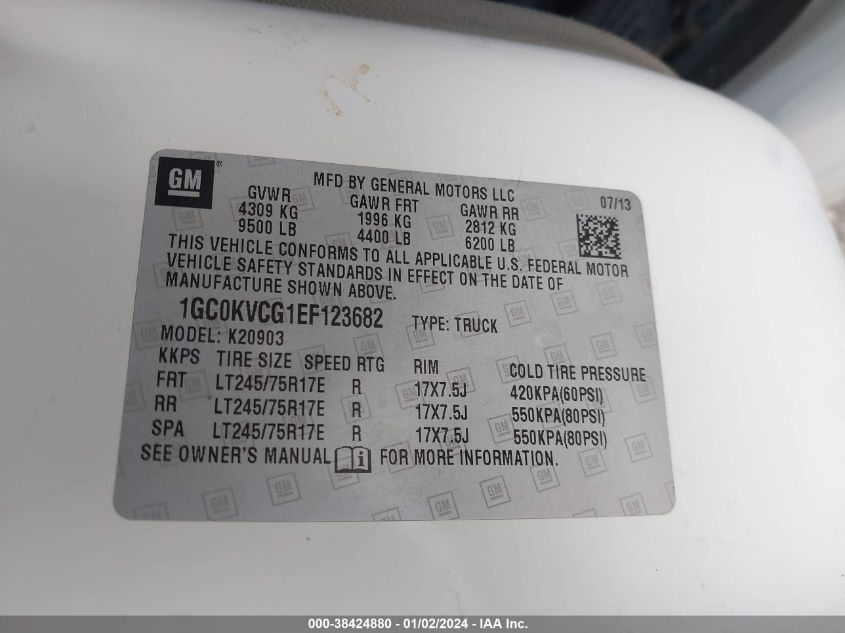 GM
MFD BY GENERAL MOTORS LLC
07/13
GVWR GAWR FRT GAWR RR
4309 KG 1996 KG 2812 KG
9500 LB 4400 LB 6200 LB
THIS VEHICLE CONFORMS TO ALL APPLICABLE U.S. FEDERAL MOTOR
VEHICLE SAFETY STANDARDS IN EFFECT ON THE DATE OF
MANUFACTURE SHOWN ABOVE.
1GC0KVCG1EF123682 TYPE: TRUCK
MODEL: K20903
KKPS TIRE SIZE SPEED RTG RIM COLD TIRE PRESSURE
FRT LT245/75R17E R 17X7.5J 420KPA(60PSI)
RR LT245/75R17E R 17X7.5J 550KPA(80PSI)
SPA LT245/75R17E R 17X7.5J 550KPA(80PSI)
SEE OWNER'S MANUAL FOR MORE INFORMATION.
000-38424880 - 01/02/2024 - IAA Inc.